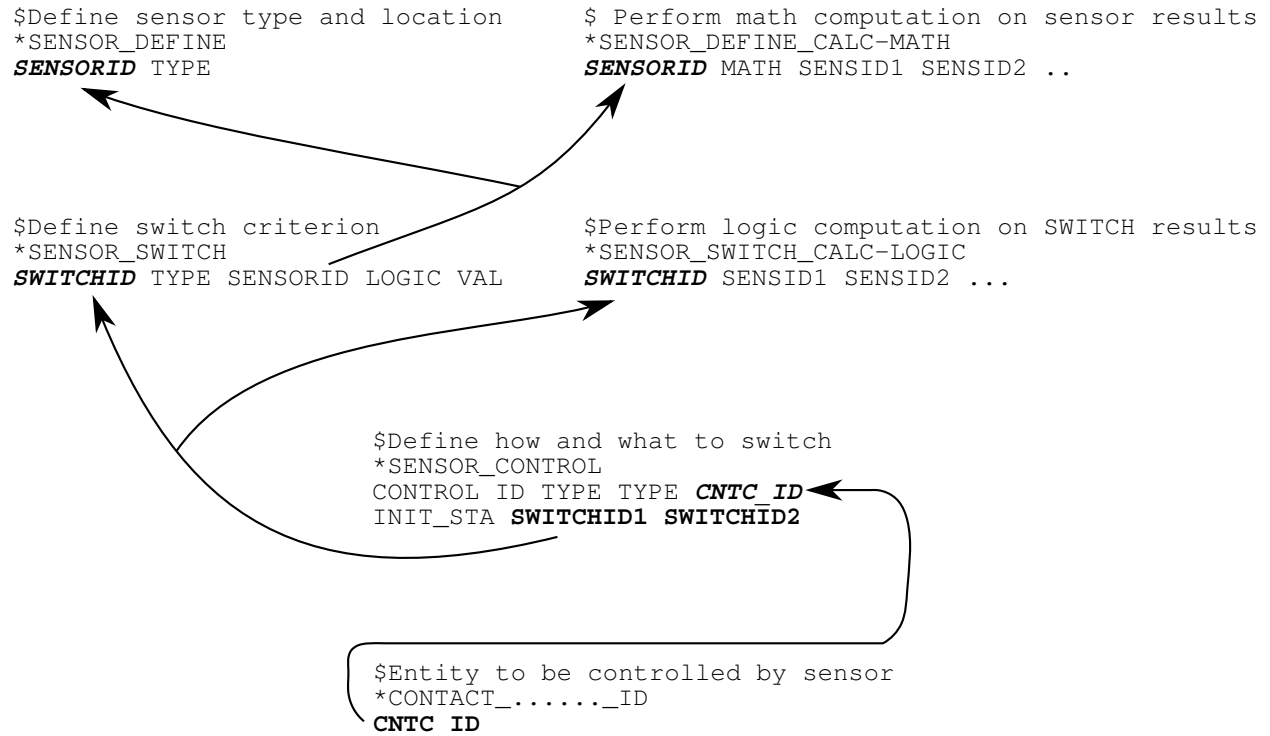 $Define sensor type and location
*SENSOR_DEFINE
SENSORID TYPE
$ Perform math computation on sensor results
*SENSOR_DEFINE_CALC-MATH
SENSORID MATH SENSID1 SENSID2 ..
$Define switch criterion
*SENSOR_SWITCH
SWITCHID TYPE SENSORID LOGIC VAL
$Perform logic computation on SWITCH results
*SENSOR_SWITCH_CALC-LOGIC
SWITCHID SENSID1 SENSID2 ...
$Define how and what to switch
*SENSOR_CONTROL
CONTROL ID TYPE TYPE CNTC_ID
INIT_STA SWITCHID1 SWITCHID2
$Entity to be controlled by sensor
*CONTACT_......_ID
CNTC ID